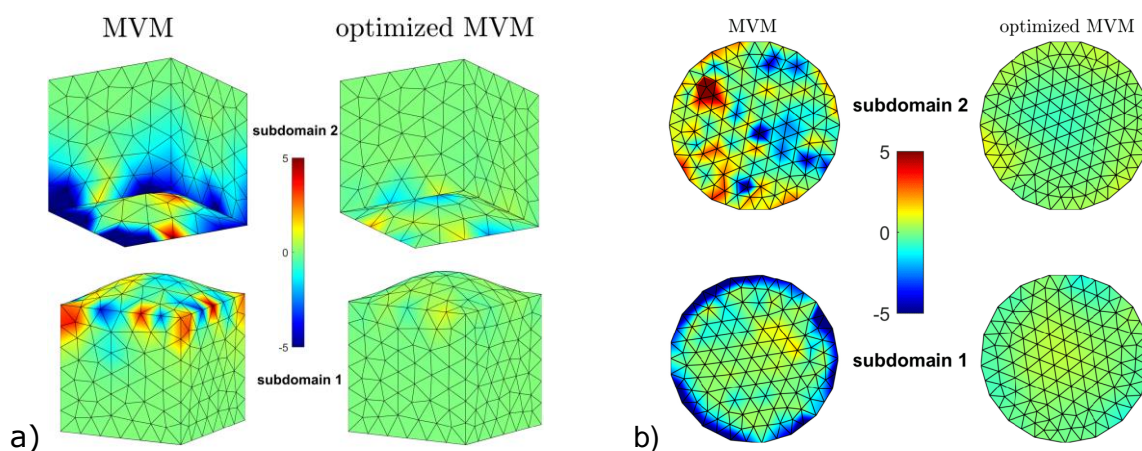 MVM
optimized MVM
subdomain 2
5
0
-5
subdomain 1
a)
MVM
optimized MVM
subdomain 2
5
0
-5
subdomain 1
b)